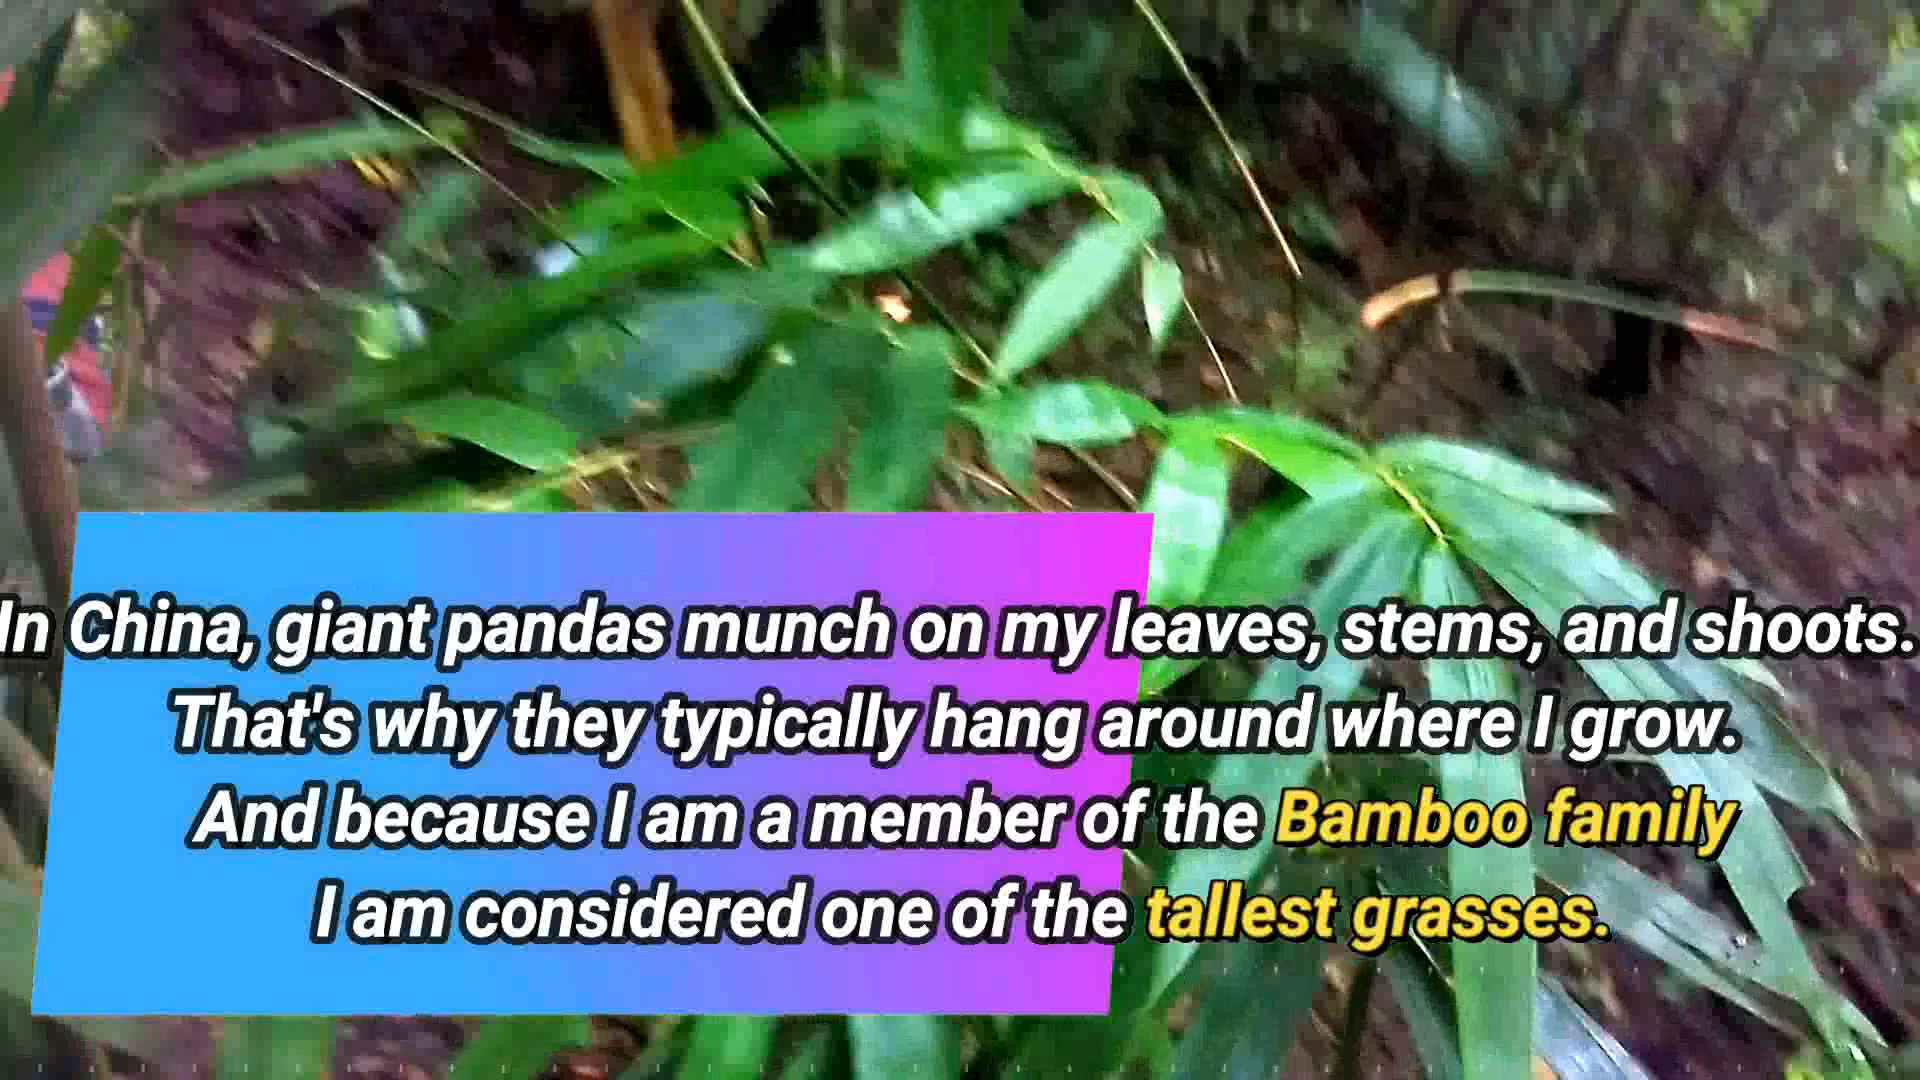 In China, giant pandas munch on my leaves, stems, and shoots.
That's why they typically hang around where I grow.
And because I am a member of the Bamboo family
I am considered one of the tallest grasses.